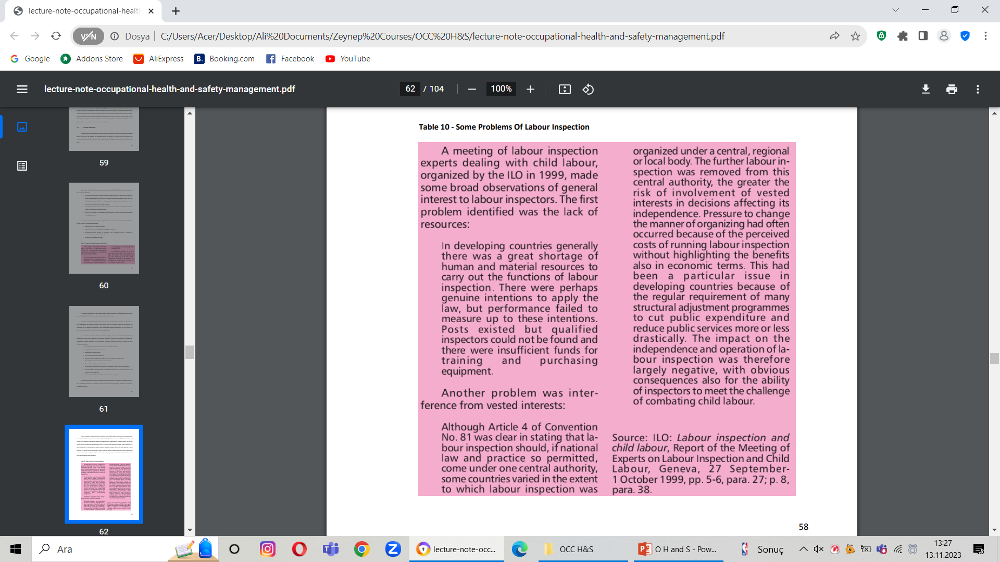 lecture-note-occupational-healt
VPN
Dosya
C:/Users/Acer/Desktop/Ali%20Documents/Zeynep%20Courses/OCC%20H&S/lecture-note-occupational-health-and-safety-management.pdf
Google
Addons Store
AliExpress
B. Booking.com
Facebook
YouTube
lecture-note-occupational-health-and-safety-management.pdf
62 / 104
100%
59
60
61
62
Table 10 - Some Problems Of Labour Inspection
A meeting of labour inspection
experts dealing with child labour,
organized by the ILO in 1999, made
some broad observations of general
interest to labour inspectors. The first
problem identified was the lack of
resources:
In developing countries generally
there was a great shortage of
human and material resources to
carry out the functions of labour
inspection. There were perhaps
genuine intentions to apply the
law, but performance failed to
measure up to these intentions.
Posts existed but qualified
inspectors could not be found and
there were insufficient funds for
training and purchasing
equipment.
Another problem was inter-
ference from vested interests:
Although Article 4 of Convention
No. 81 was clear in stating that la-
bour inspection should, if national
law and practice so permitted,
come under one central authority,
some countries varied in the extent
to which labour inspection was
organized under a central, regional
or local body. The further labour in-
spection was removed from this
central authority, the greater the
risk of involvement of vested
interests in decisions affecting its
independence. Pressure to change
the manner of organizing had often
occurred because of the perceived
costs of running labour inspection
without highlighting the benefits
also in economic terms. This had
been a particular issue in
developing countries because of
the regular requirement of many
structural adjustment programmes
to cut public expenditure and
reduce public services more or less
drastically. The impact on the
independence and operation of la-
bour inspection was therefore
largely negative, with obvious
consequences also for the ability
of inspectors to meet the challenge
of combating child labour.
Source: ILO: Labour inspection and
child labour, Report of the Meeting of
Experts on Labour Inspection and Child
Labour, Geneva, 27 September-
1 October 1999, pp. 5-6, para. 27; p. 8,
para. 38.
58
Ara
lecture-note-occ...
OCC H&S
O H and S - Pow...
Sonuç
13:27
13.11.2023